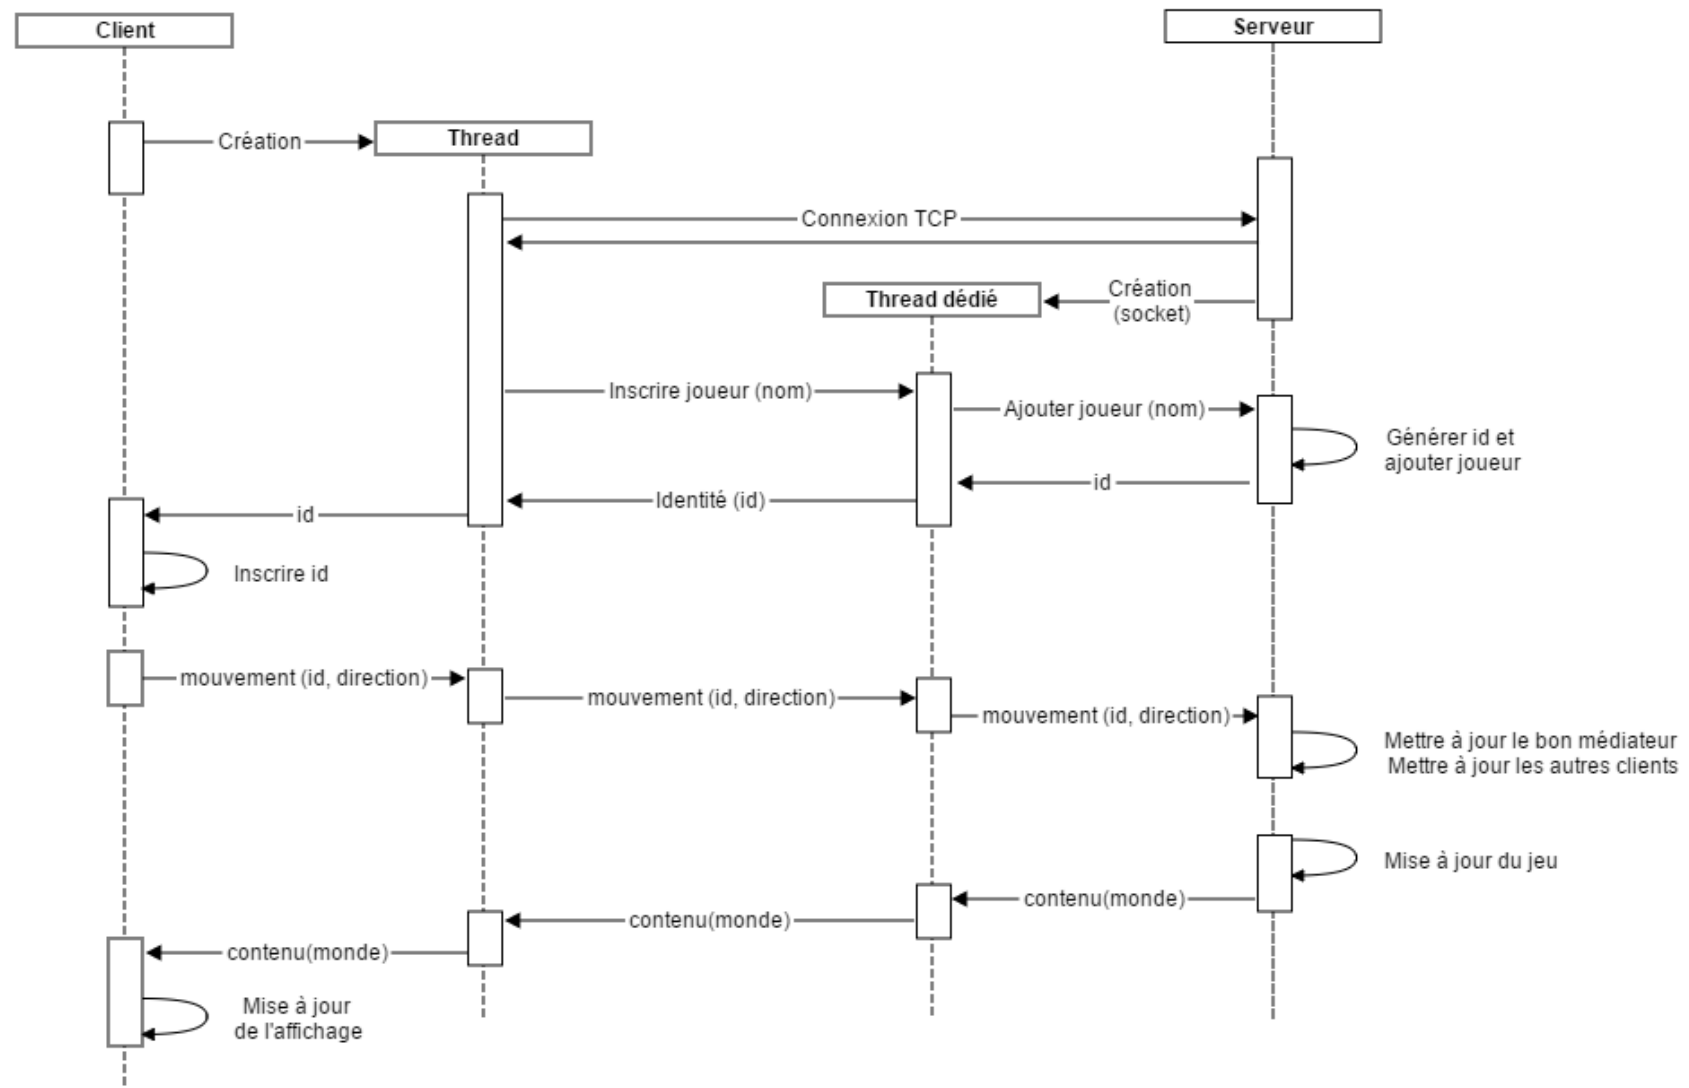 Client
Serveur
Création
Thread
Connexion TCP
Création
(socket)
Thread dédié
Inscrire joueur (nom)
Ajouter joueur (nom)
Générer id et
ajouter joueur
id
Identité (id)
id
Inscrire id
mouvement (id, direction)
mouvement (id, direction)
mouvement (id, direction)
Mettre à jour le bon médiateur
Mettre à jour les autres clients
Mise à jour du jeu
contenu(monde)
contenu(monde)
contenu(monde)
Mise à jour
de l'affichage